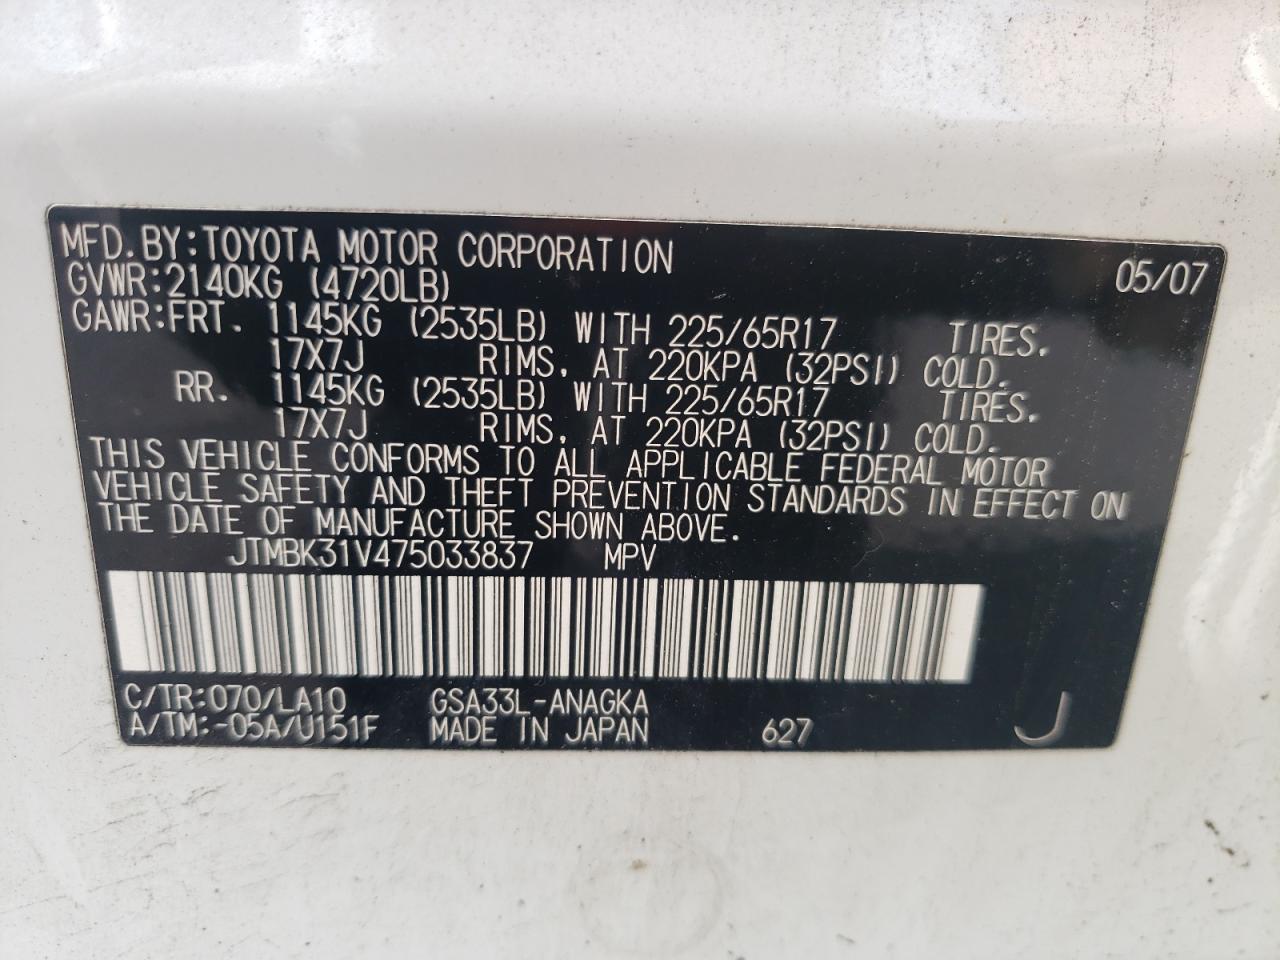 MFD.BY:TOYOTA MOTOR CORPORATION 05/07
GVWR:2140KG (4720LB)
GAWR:FRT. 1145KG (2535LB) WITH 225/65R17 TIRES.
17X7J RIMS, AT 220KPA (32PSI) COLD.
RR. 1145KG (2535LB) WITH 225/65R17 TIRES.
17X7J RIMS, AT 220KPA (32PSI) COLD.
THIS VEHICLE CONFORMS TO ALL APPLICABLE FEDERAL MOTOR
VEHICLE SAFETY AND THEFT PREVENTION STANDARDS IN EFFECT ON
THE DATE OF MANUFACTURE SHOWN ABOVE.
JTMBK31V475033837 MPV
C/TR:070/LA10 GSA33L-ANAGKA
A/TM:-05A/U151F MADE IN JAPAN 627 J